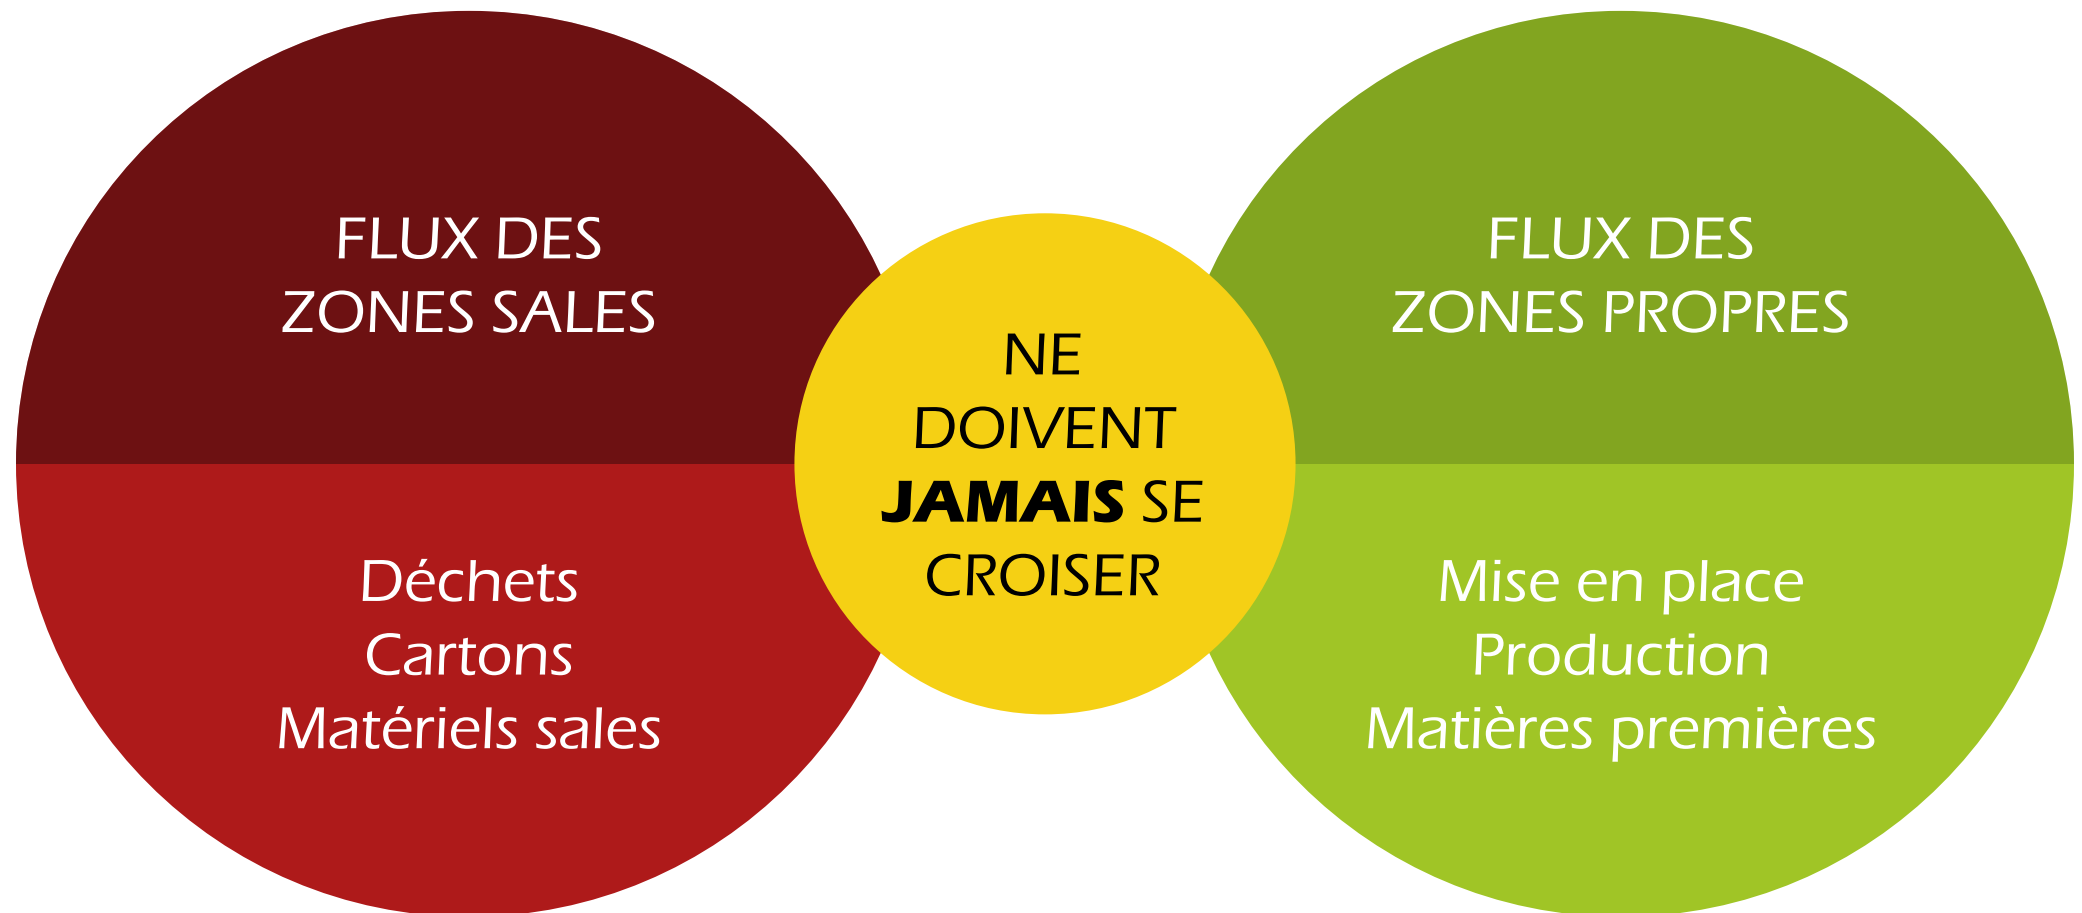 FLUX DES
ZONES SALES
Déchets
Cartons
Matériels sales
NE
DOIVENT
JAMAIS SE
CROISER
FLUX DES
ZONES PROPRES
Mise en place
Production
Matières premières